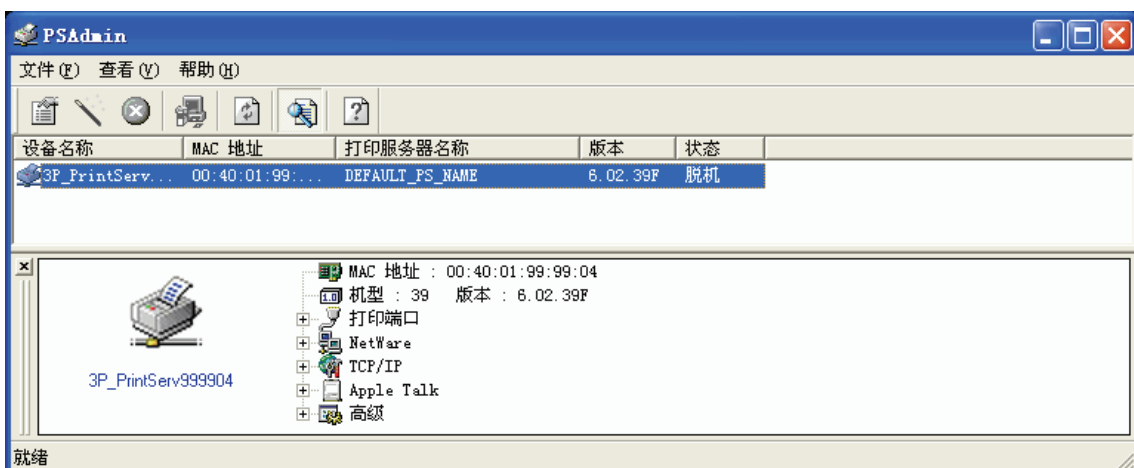 PSAdmin
文件(F) 查看(V) 帮助(H)
设备名称 MAC 地址 打印服务器名称 版本 状态
3P_PrintServ... 00:40:01:99:... DEFAULT_PS_NAME 6.02.39F 脱机
MAC 地址 : 00:40:01:99:99:04
1.0 机型 : 39 版本 : 6.02.39F
打印端口
NetWare
TCP/IP
Apple Talk
高级
3P_PrintServ999904
就绪